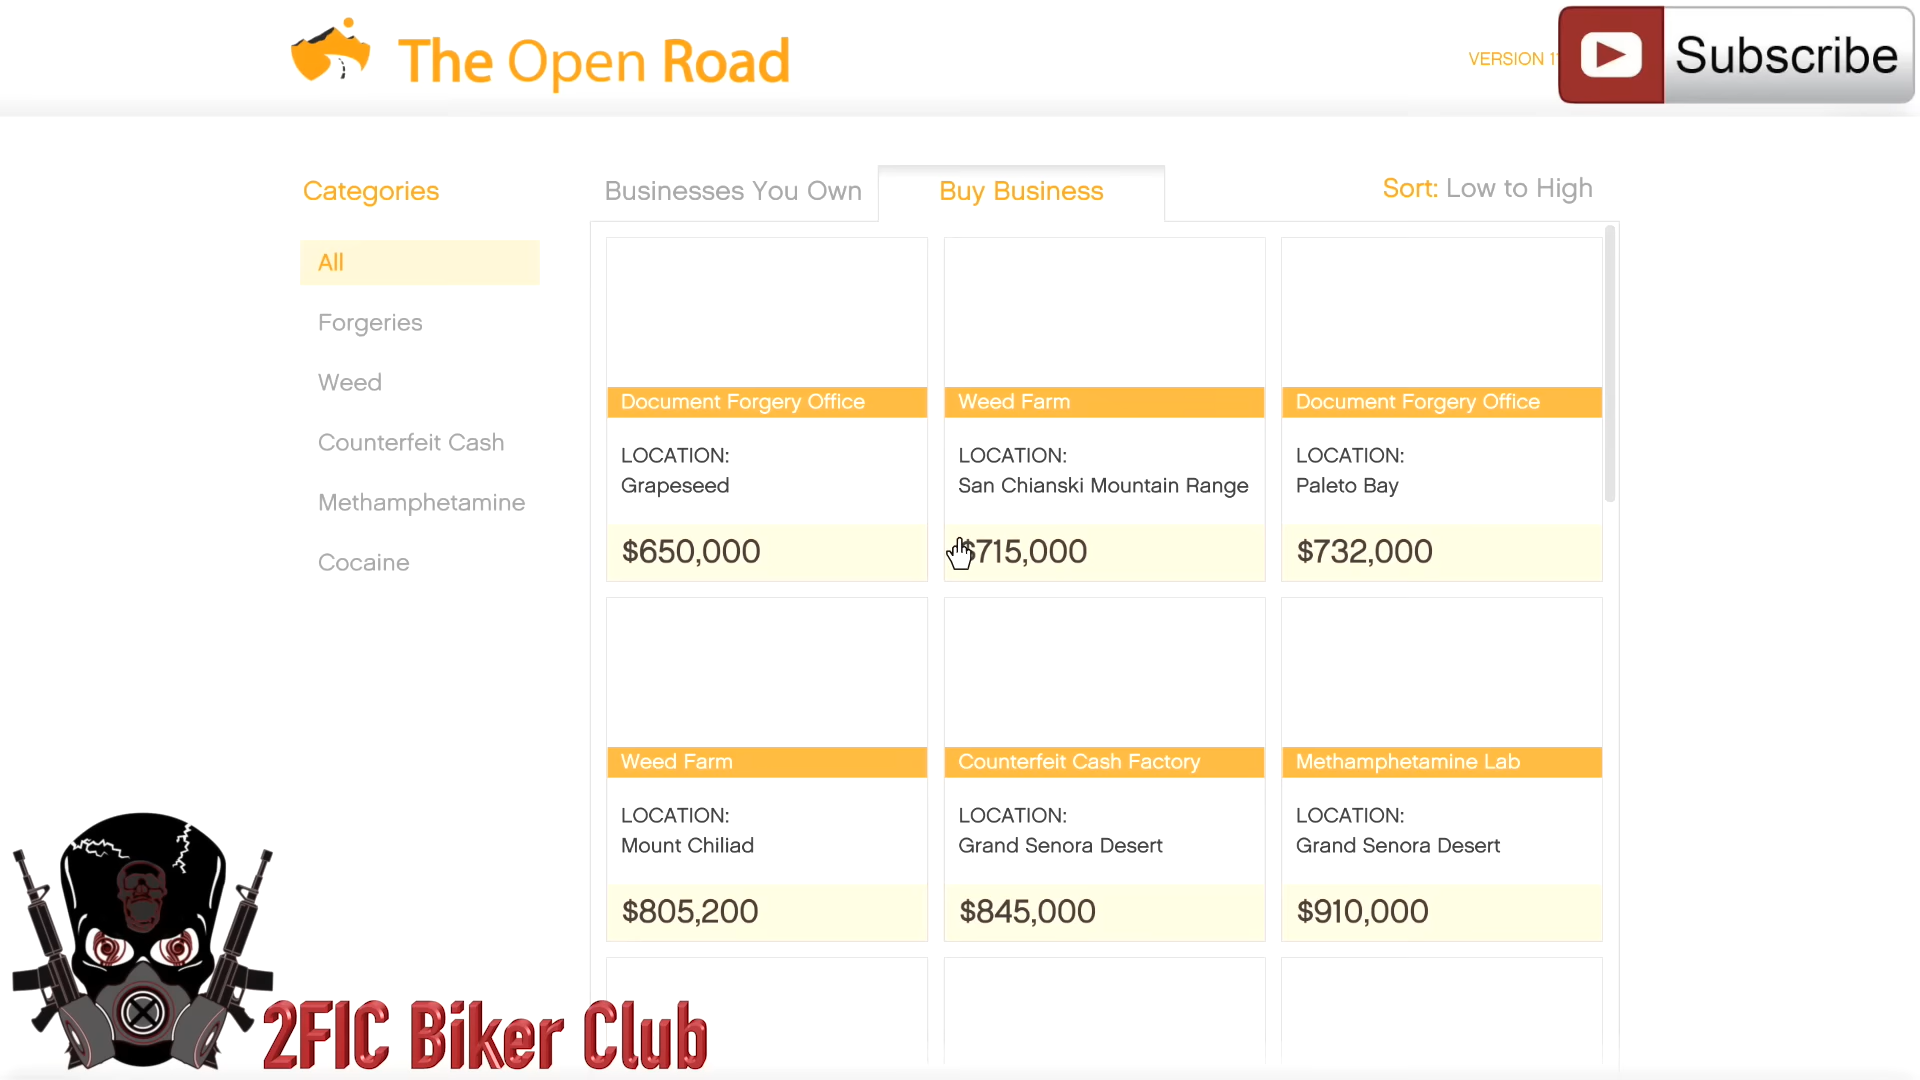 The Open Road
VERSION
Subscribe
Categories
Businesses You Own
Buy Business
Sort: Low to High
All
Forgeries
Weed
Counterfeit Cash
Methamphetamine
Cocaine
Document Forgery Office
LOCATION:
Grapeseed
$650,000
Weed Farm
LOCATION:
San Chianski Mountain Range
$715,000
Document Forgery Office
LOCATION:
Paleto Bay
$732,000
Weed Farm
LOCATION:
Mount Chiliad
$805,200
Counterfeit Cash Factory
LOCATION:
Grand Senora Desert
$845,000
Methamphetamine Lab
LOCATION:
Grand Senora Desert
$910,000
2FIC Biker Club